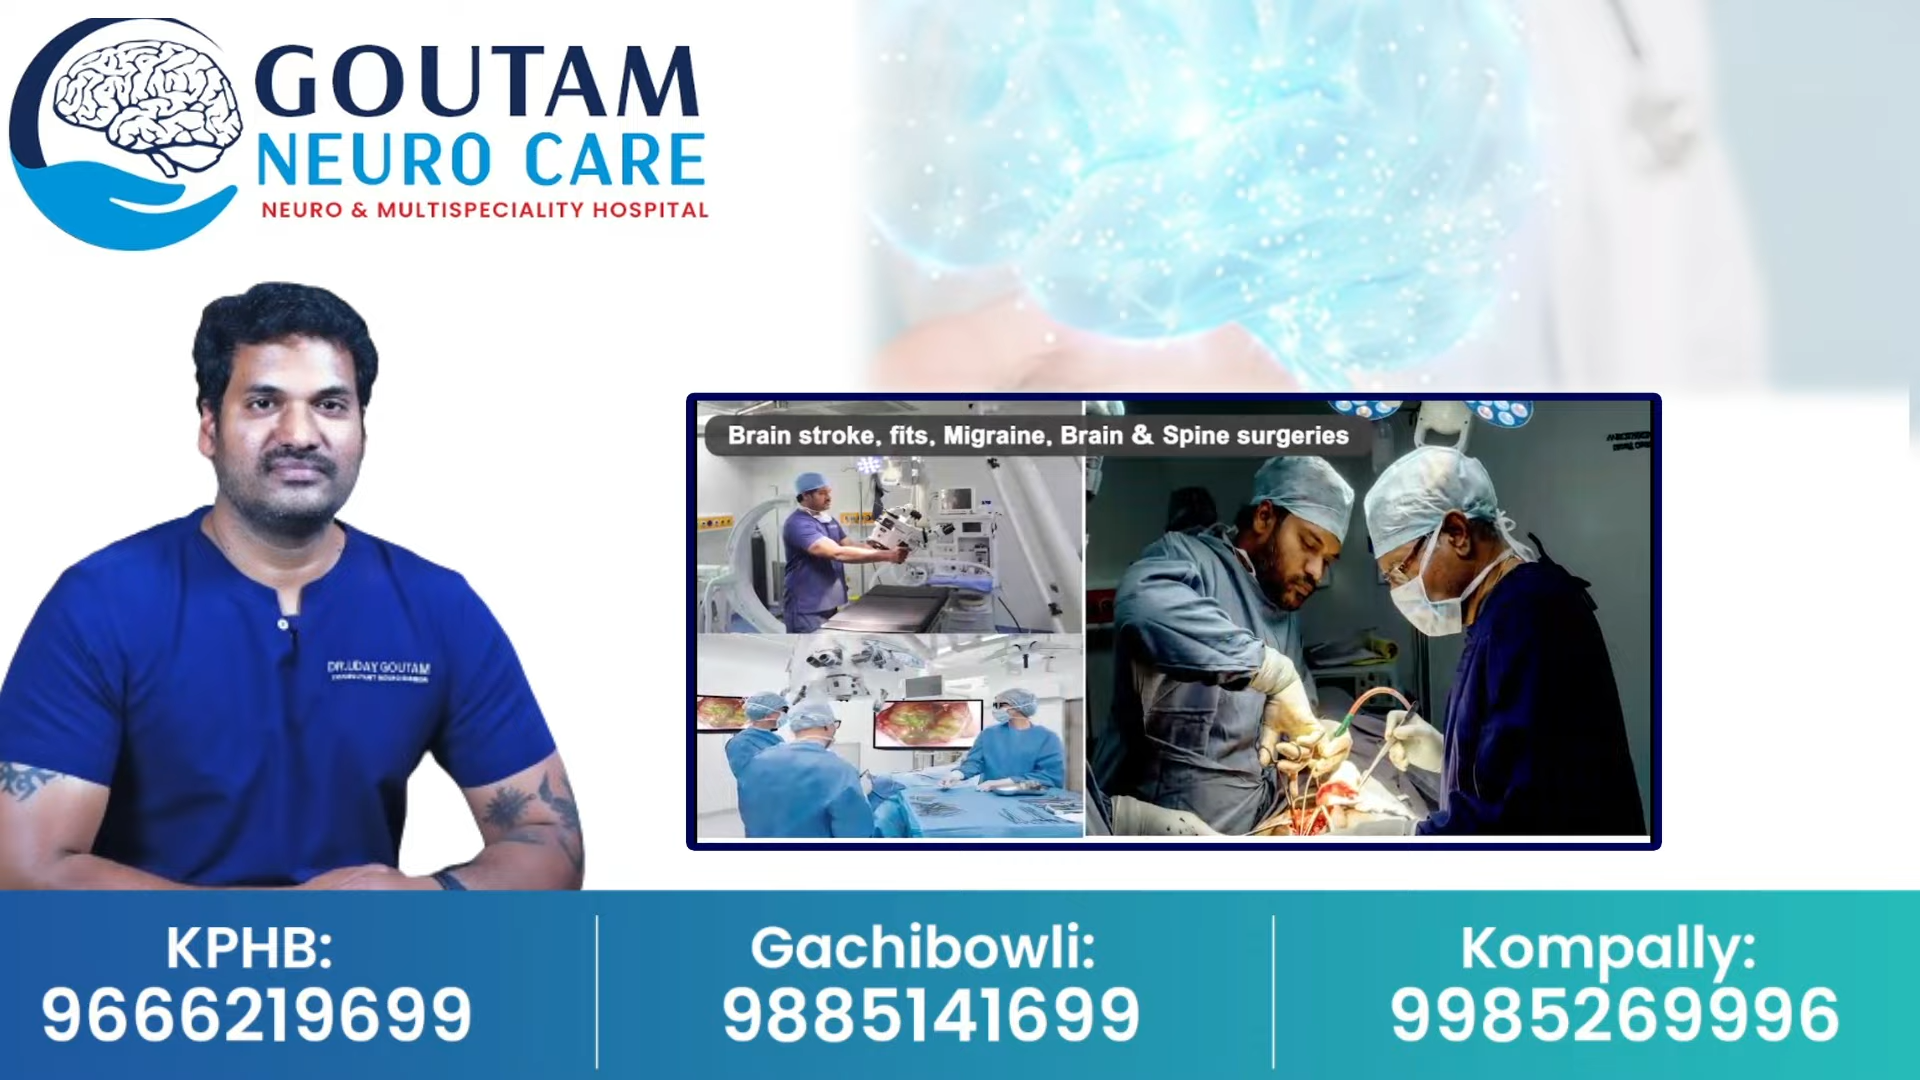 GOUTAM
NEURO CARE
NEURO & MULTISPECIALITY HOSPITAL
Brain stroke, fits, Migraine, Brain & Spine surgeries
DR.UDAY GOUTAM
KPHB:
9666219699
Gachibowli:
9885141699
Kompally:
9985269996